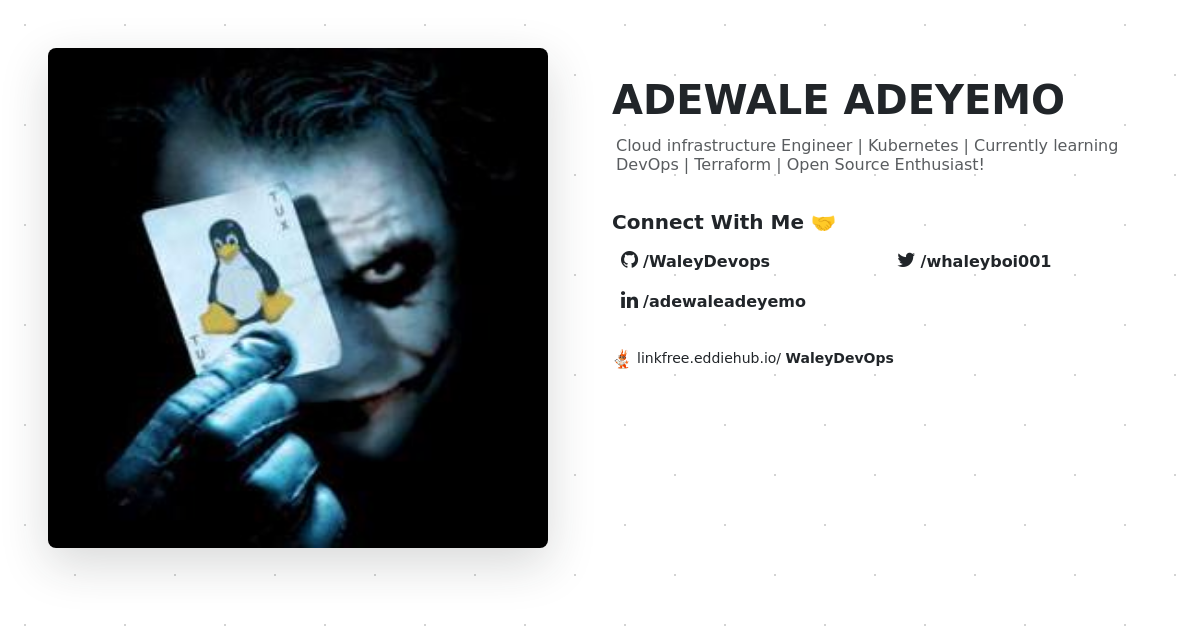 TUX
TU
ADEWALE ADEYEMO
Cloud infrastructure Engineer | Kubernetes | Currently learning
DevOps | Terraform | Open Source Enthusiast!
Connect With Me 🤝
/WaleyDevops
/whaleyboi001
/adewaleadeyemo
linkfree.eddiehub.io/ WaleyDevOps